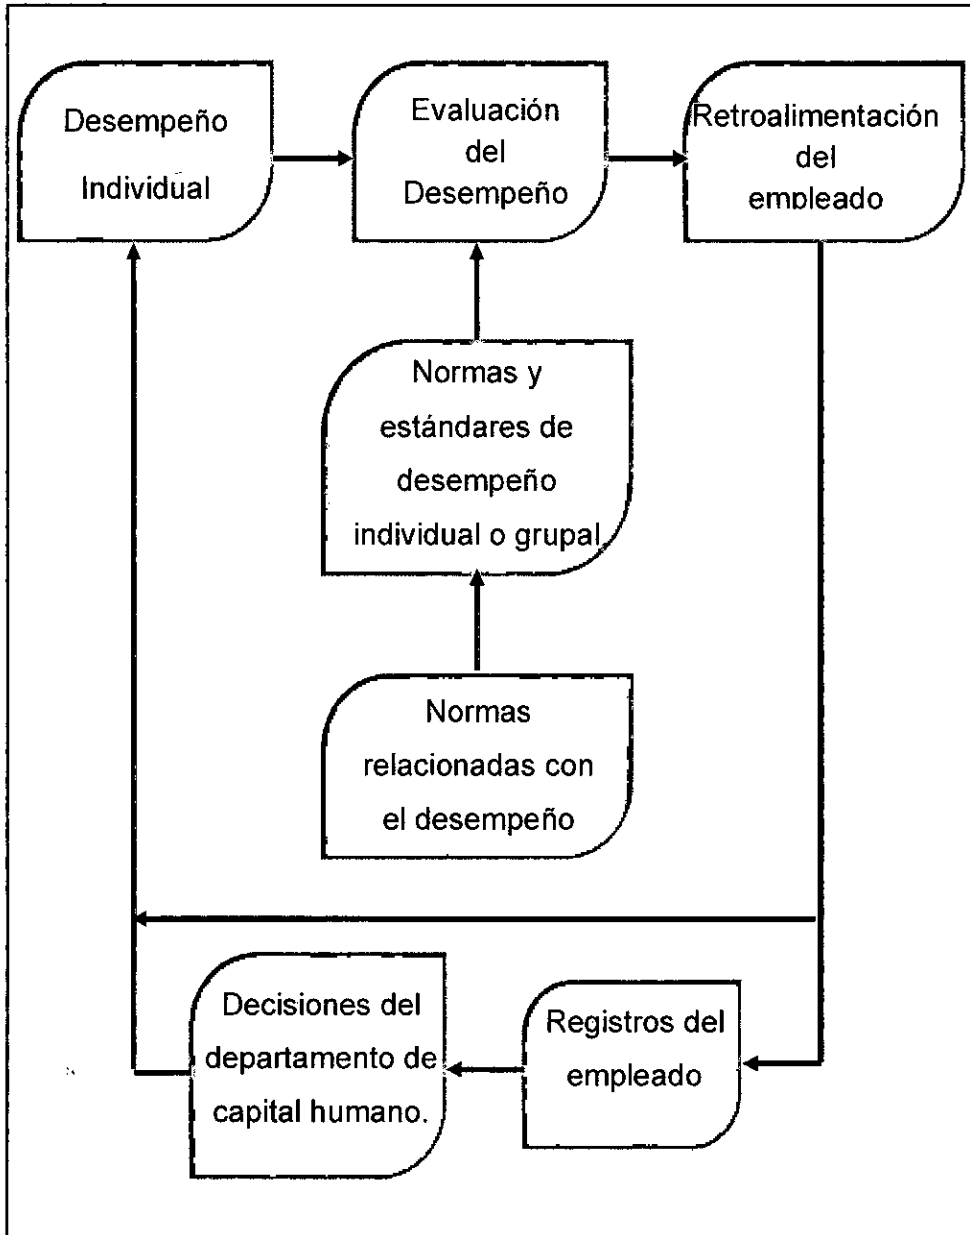 Desempeño
Individual
Evaluación
del
Desempeño
Retroalimentación
del
empleado
Normas y
estándares de
desempeño
individual o grupal
Normas
relacionadas con
el desempeño
Decisiones del
departamento de
capital humano.
Registros del
empleado